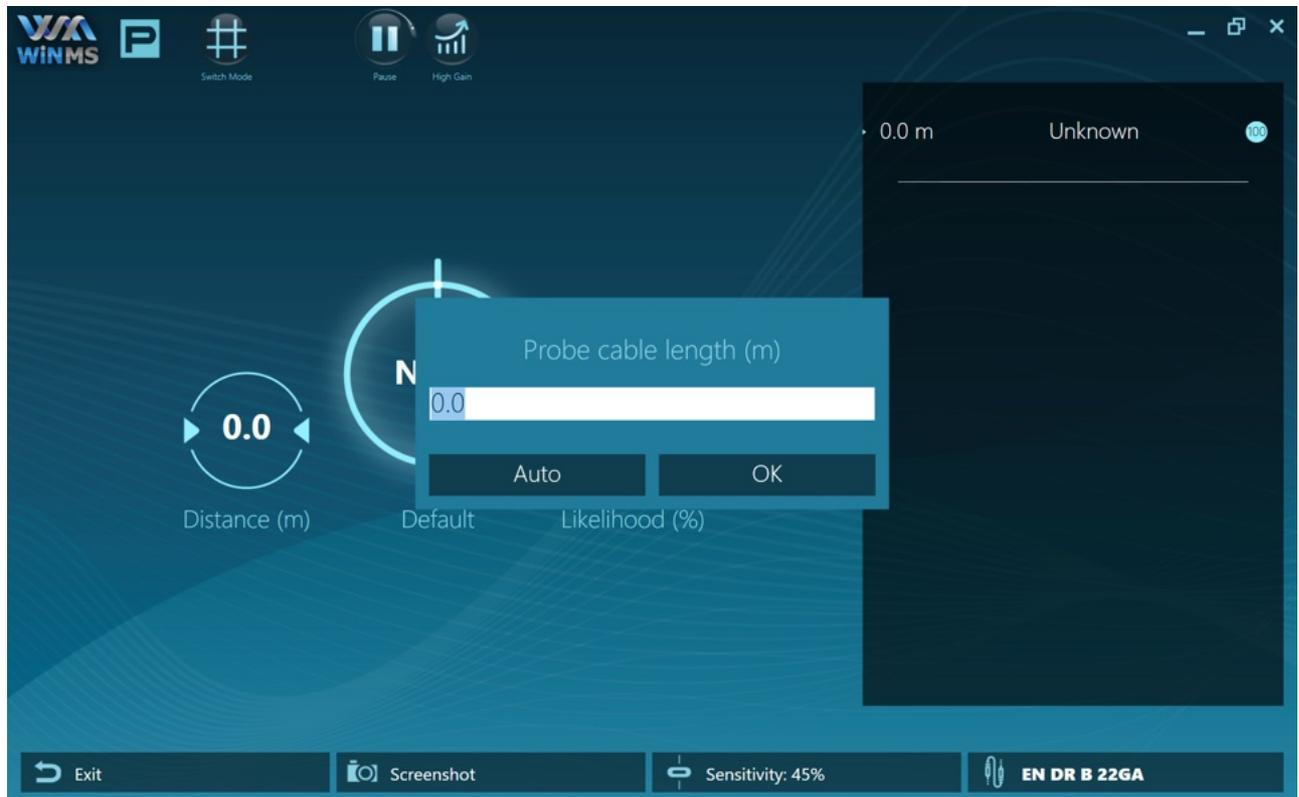 WiNMS
P
Switch Mode
Pause
High Gain
0.0 m Unknown 100
Probe cable length (m)
N
0.0
0.0
Auto OK
Distance (m) Default Likelihood (%)
Exit
Screenshot
Sensitivity: 45%
EN DR B 22GA